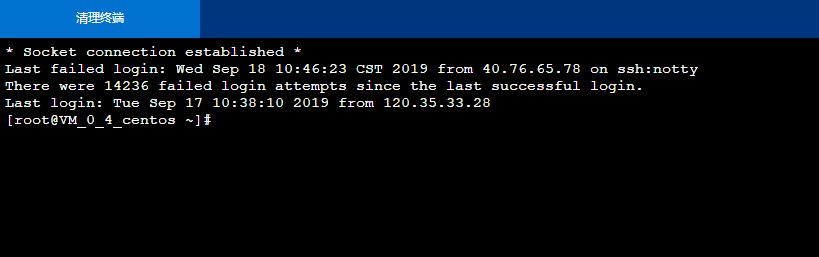 清理终端
* Socket connection established *
Last failed login: Wed Sep 18 10:46:23 CST 2019 from 40.76.65.78 on ssh:notty
There were 14236 failed login attempts since the last successful login.
Last login: Tue Sep 17 10:38:10 2019 from 120.35.33.28
[root@VM_0_4_centos ~]#